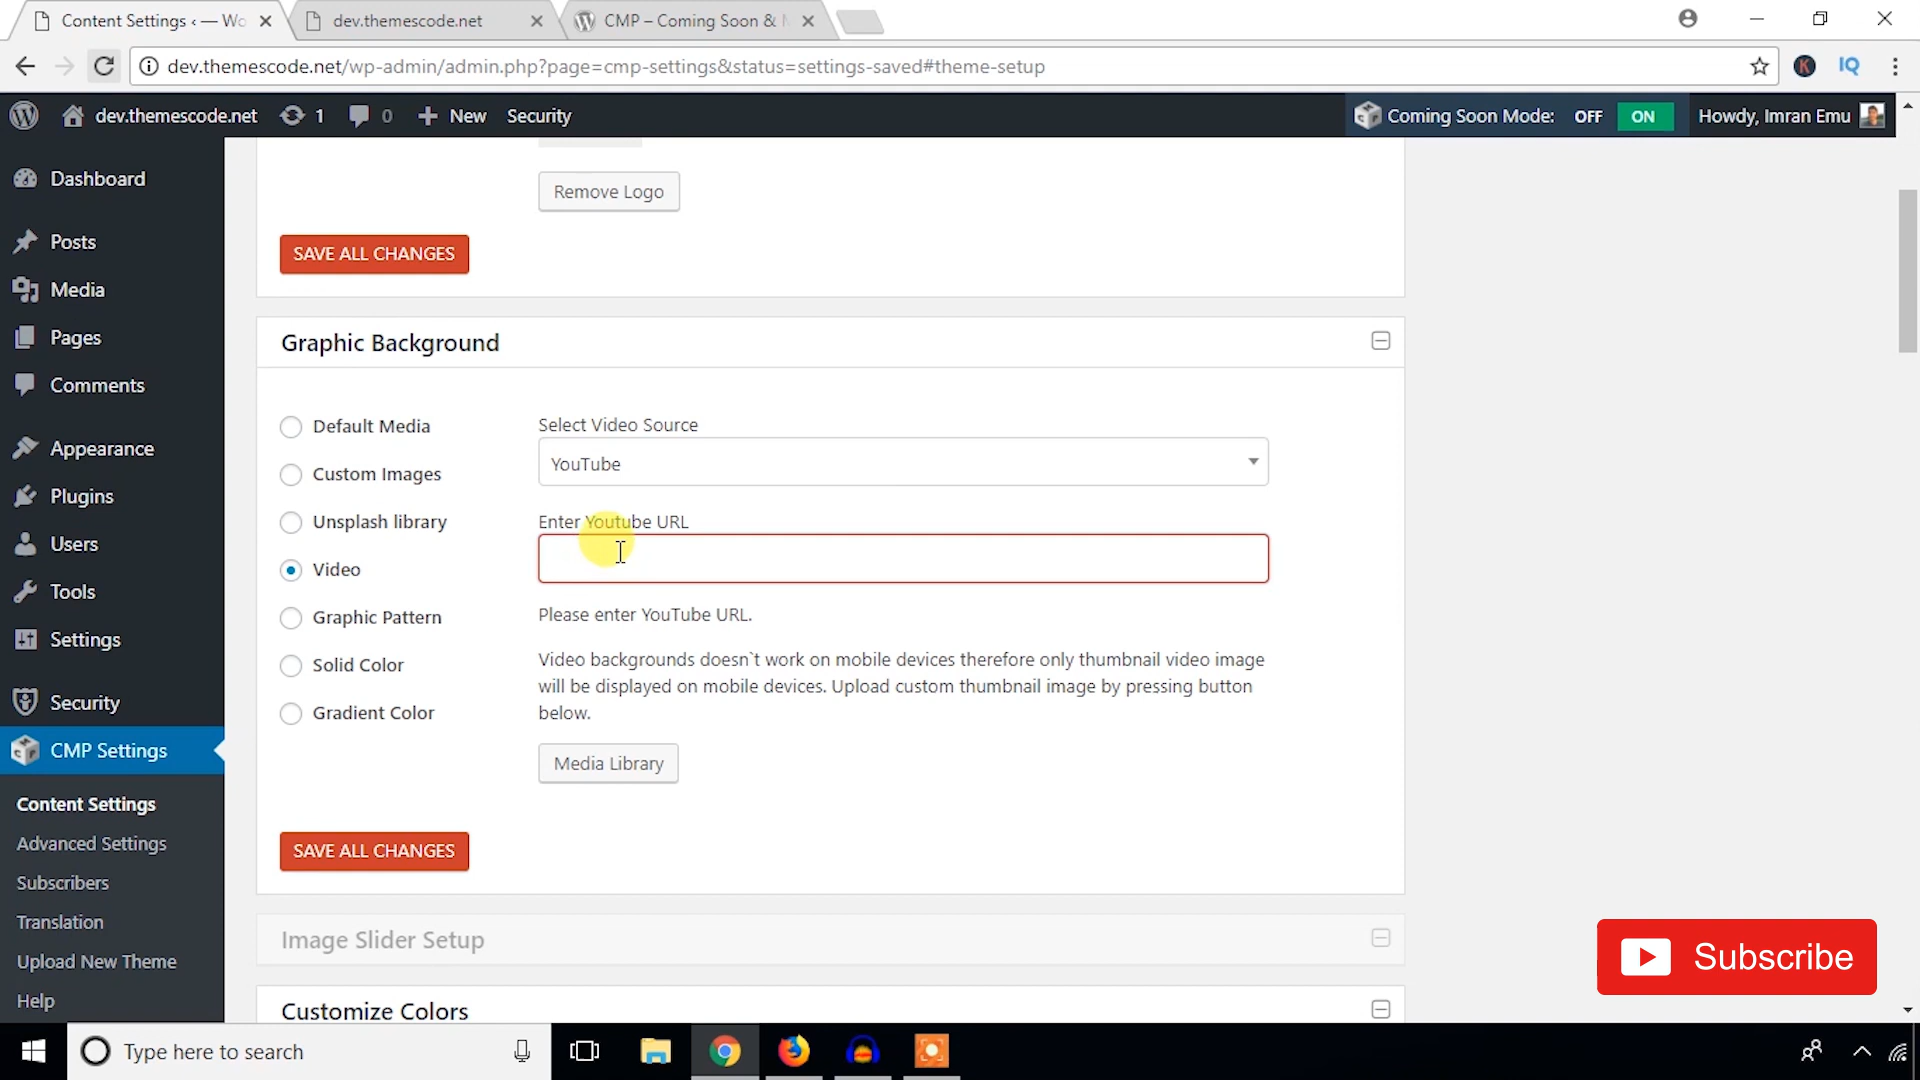 Content Settings ‹ — Wo
dev.themescode.net
CMP – Coming Soon &
dev.themescode.net/wp-admin/admin.php?page=cmp-settings&status=settings-saved#theme-setup
IQ
dev.themescode.net
1
0
New
Security
Coming Soon Mode:
OFF
ON
Howdy, Imran Emu
Dashboard
Posts
Media
Pages
Comments
Appearance
Plugins
Users
Tools
Settings
Security
CMP Settings
Content Settings
Advanced Settings
Subscribers
Translation
Upload New Theme
Help
Remove Logo
SAVE ALL CHANGES
Graphic Background
Default Media
Custom Images
Unsplash library
Video
Graphic Pattern
Solid Color
Gradient Color
Select Video Source
YouTube
Enter Youtube URL
Please enter YouTube URL.
Video backgrounds doesn`t work on mobile devices therefore only thumbnail video image
will be displayed on mobile devices. Upload custom thumbnail image by pressing button
below.
Media Library
SAVE ALL CHANGES
Image Slider Setup
Customize Colors
Subscribe
Type here to search